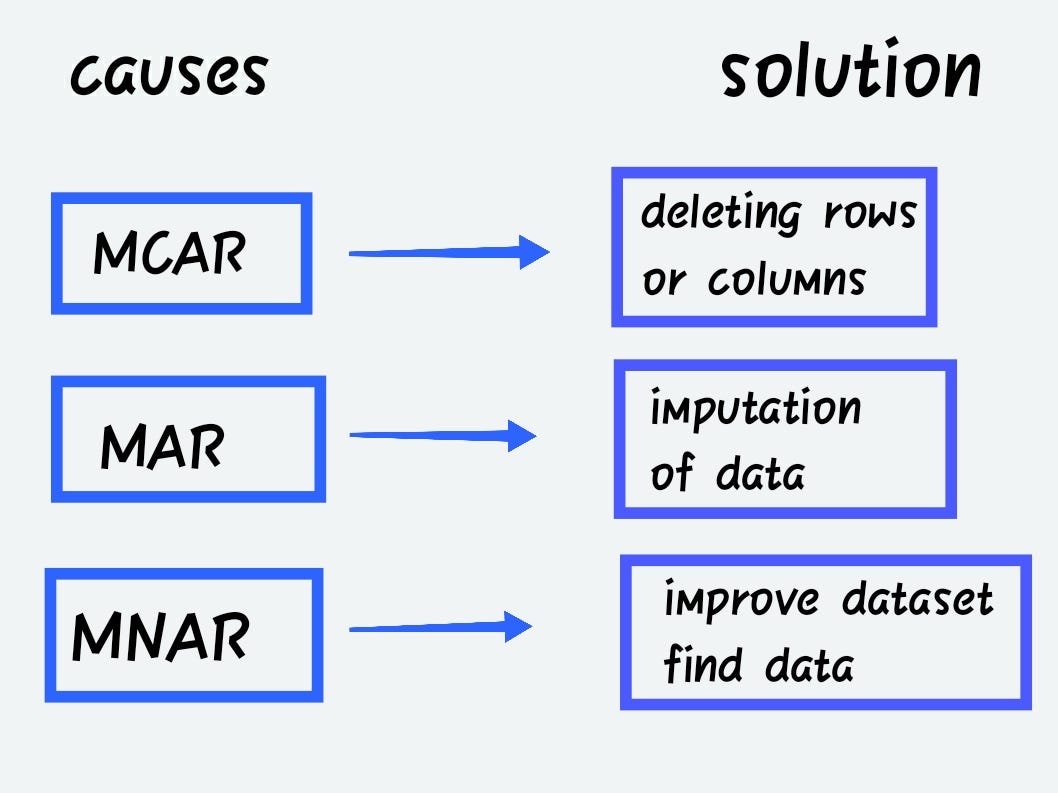 causes
solution
MCAR
deleting rows
or columns
MAR
imputation
of data
MNAR
improve dataset
find data